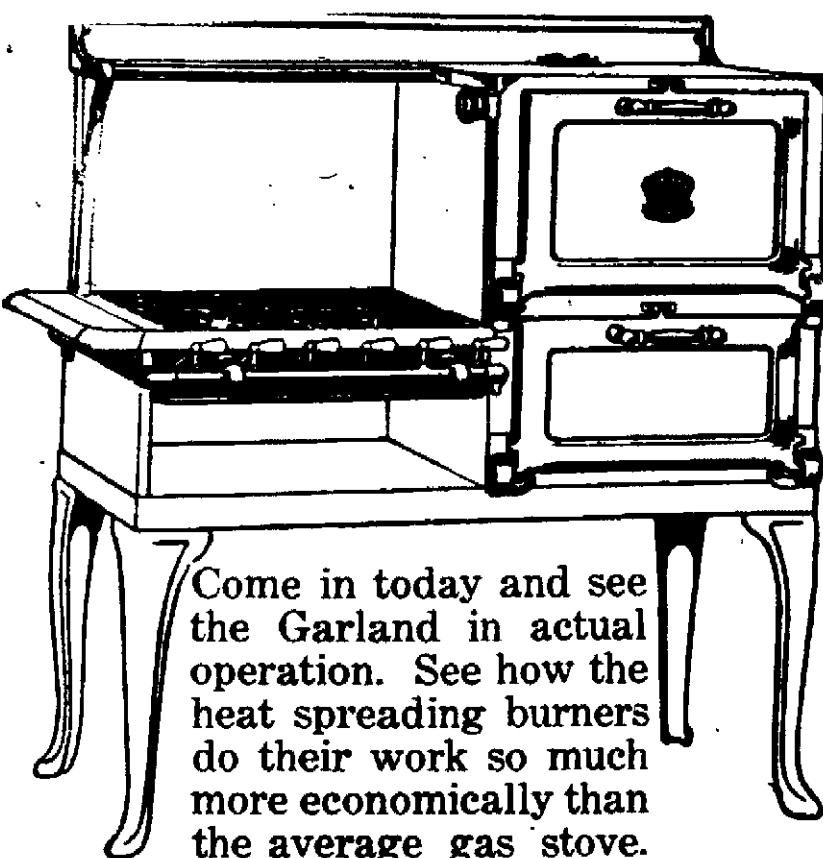 Come in today and see
the Garland in actual
operation. See how the
heat spreading burners
do their work so much
more economically than
the average gas stove.